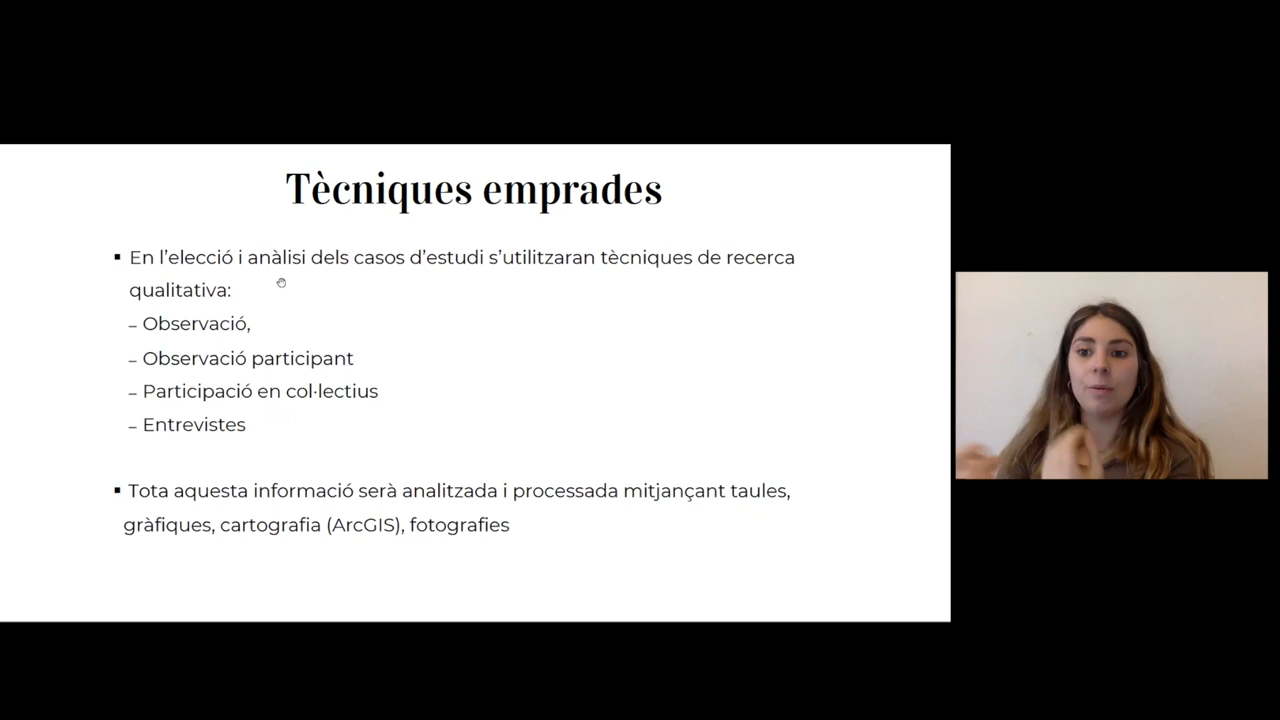 Tècniques emprades
▪ En l’elecció i anàlisi dels casos d’estudi s’utilitzaran tècniques de recerca
qualitativa:
– Observació,
– Observació participant
– Participació en col·lectius
– Entrevistes
▪ Tota aquesta informació serà analitzada i processada mitjançant taules,
gràfiques, cartografia (ArcGIS), fotografies